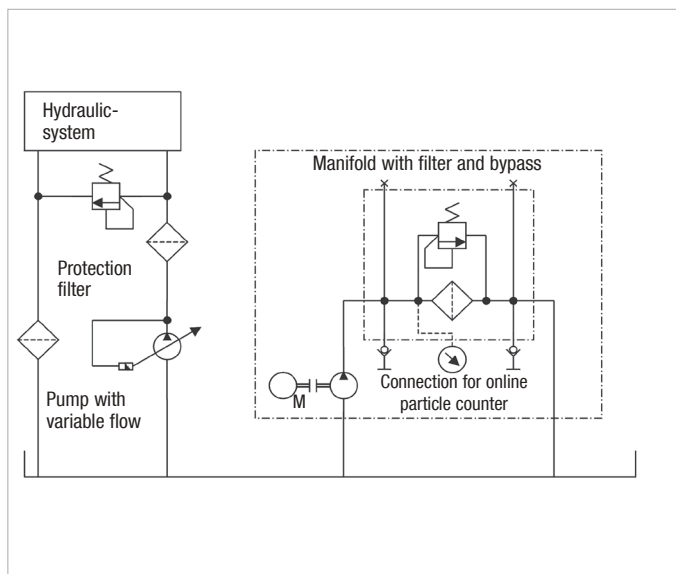 Hydraulic-
system
Manifold with filter and bypass
Protection
filter
Pump with
variable flow
M
Connection for online
particle counter